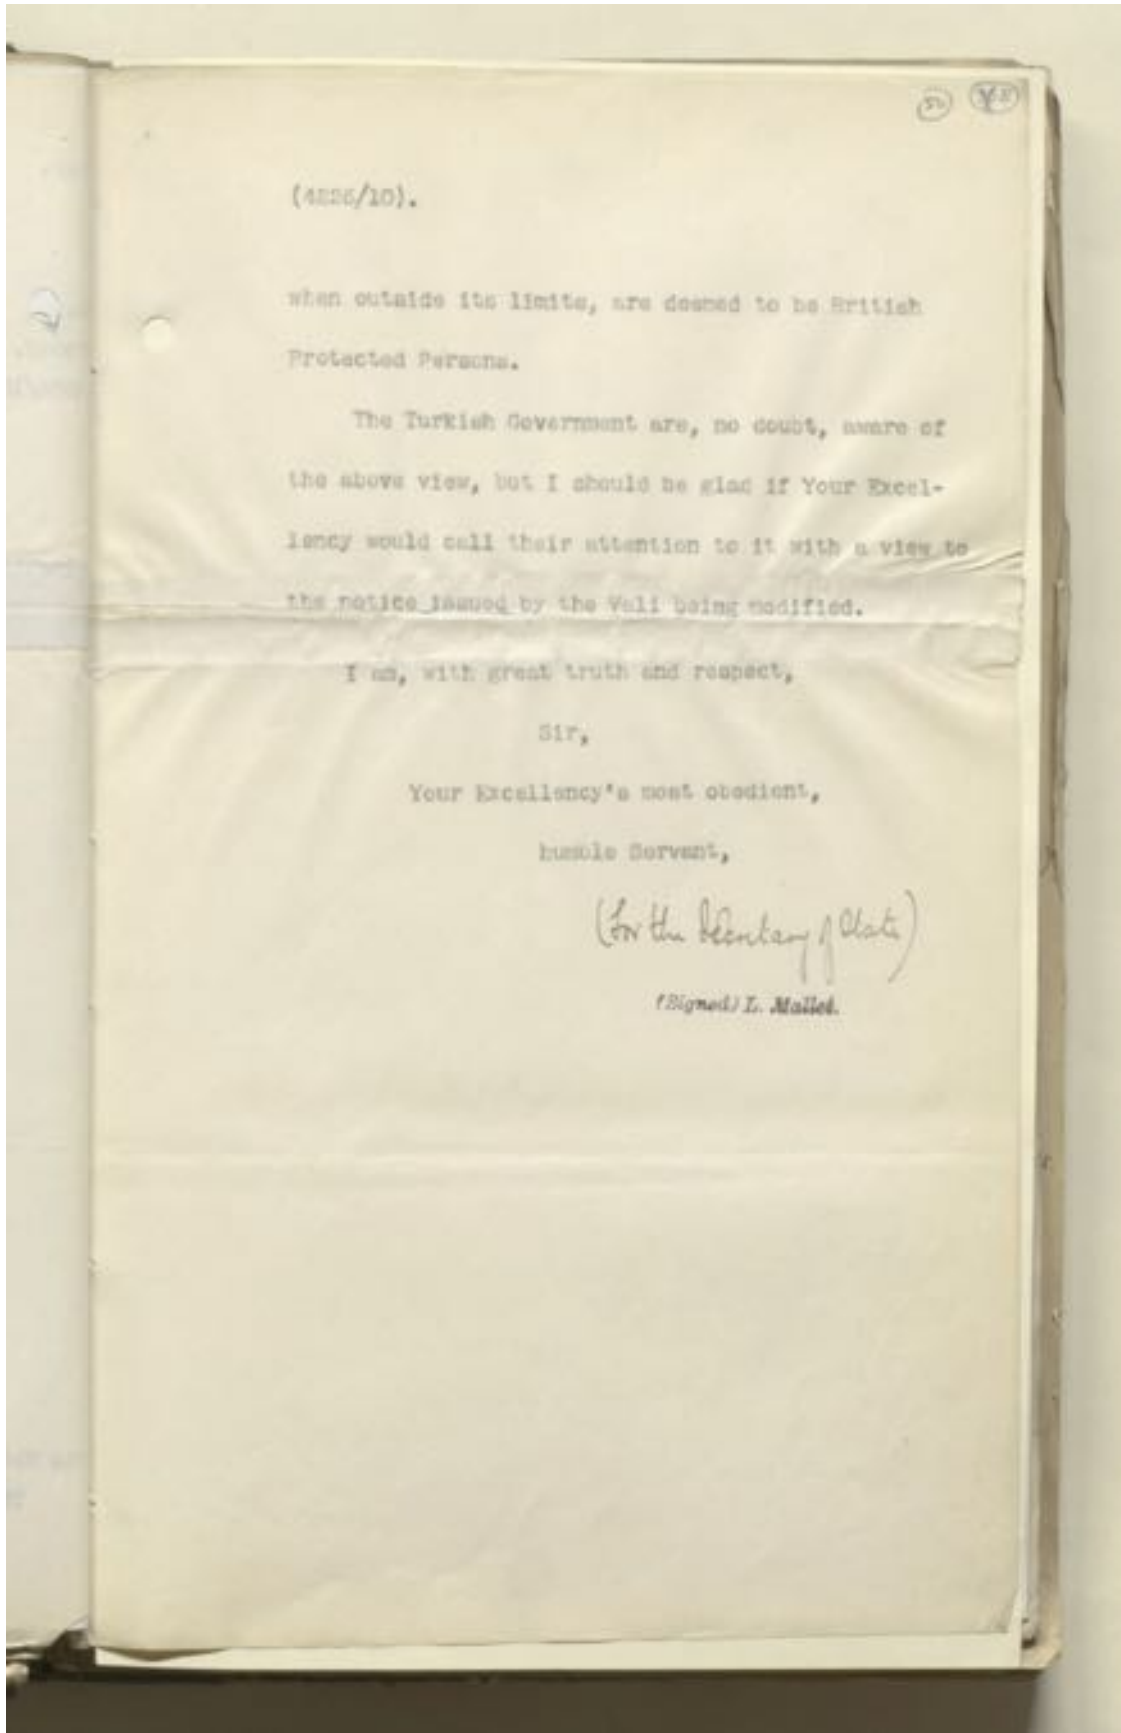 50
(4826/10).
when outside its limits, are deemed to be British
Protected Persons.
The Turkish Government are, no doubt, aware of
the above view, but I should be glad if Your Excel-
lency would call their attention to it with a view to
the notice issued by the Vali being modified.
I am, with great truth and respect,
Sir,
Your Excellency's most obedient,
humble Servant,
(For the Secretary of State)
(Signed) L. Mallet.